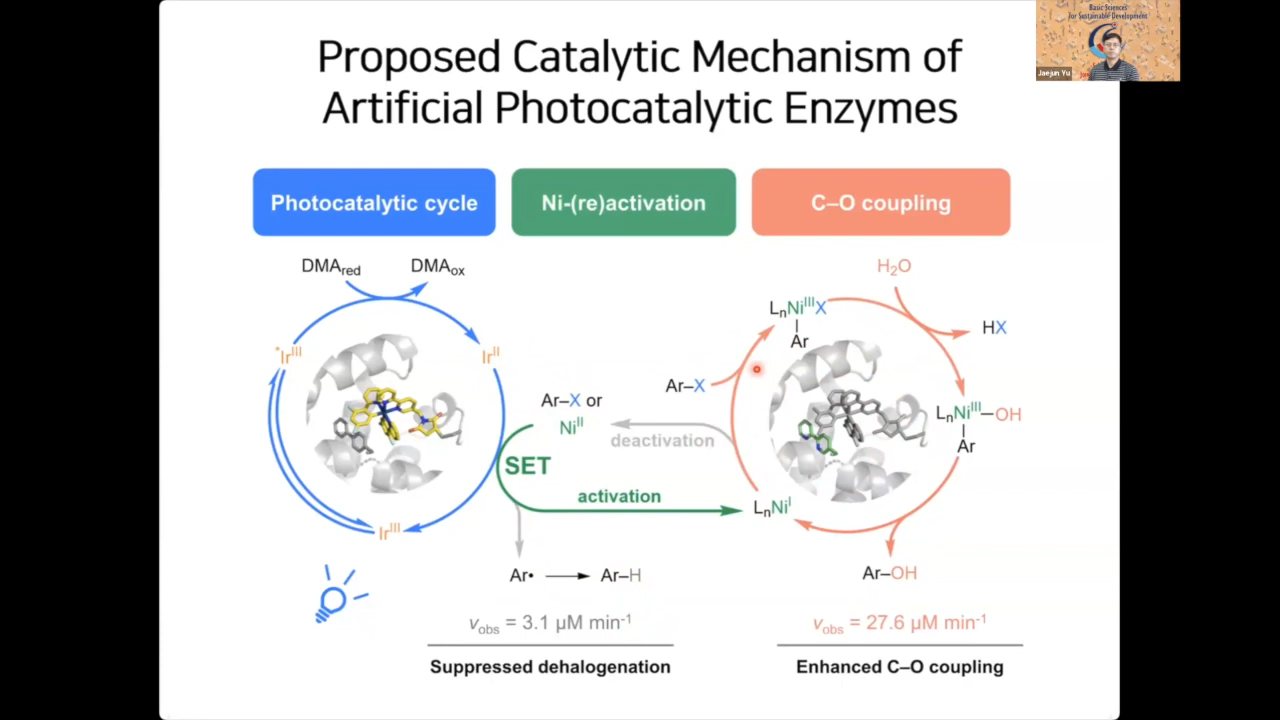 Basic Sciences
for Sustainable Development
Jaejun Yu
Proposed Catalytic Mechanism of
Artificial Photocatalytic Enzymes
Photocatalytic cycle
Ni-(re)activation
C–O coupling
DMAred
DMAox
*IrIII
IrII
IrIII
Ar–X or
NiII
SET
deactivation
activation
Ar• → Ar–H
H2O
LnNiIIIX
Ar
HX
Ar–X
LnNiIII—OH
Ar
LnNiI
Ar–OH
vobs = 3.1 µM min-1
Suppressed dehalogenation
vobs = 27.6 µM min-1
Enhanced C–O coupling